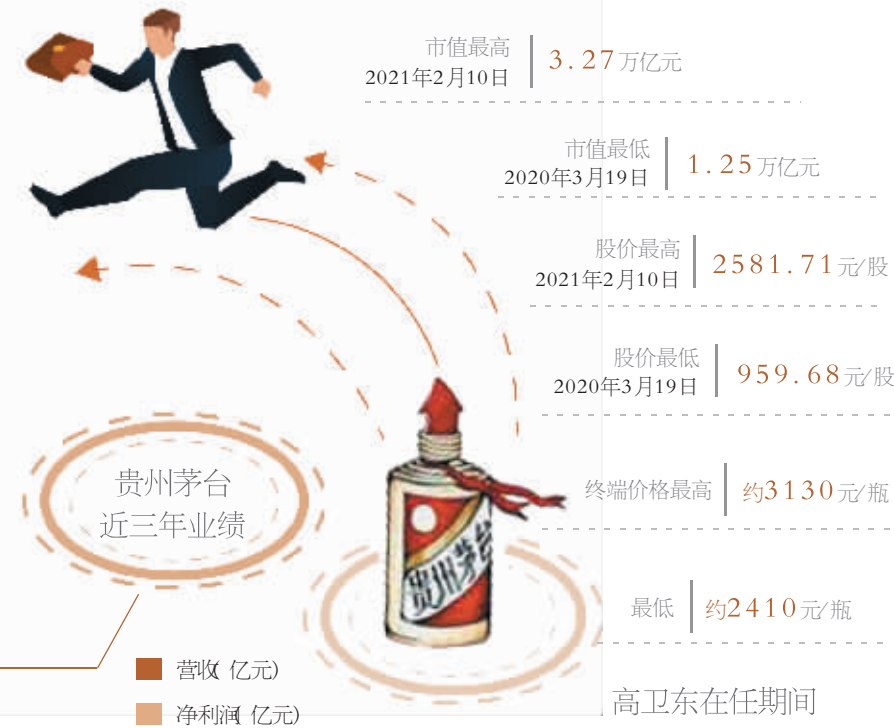 市值最高
2021年2月10日
3.27万亿元
市值最低
2020年3月19日
1.25万亿元
股价最高
2021年2月10日
2581.71元/股
股价最低
2020年3月19日
959.68元/股
终端价格最高
约3130元/瓶
最低
约2410元/瓶
贵州茅台
近三年业绩
贵州茅台
营收(亿元)
净利润(亿元)
高卫东在任期间